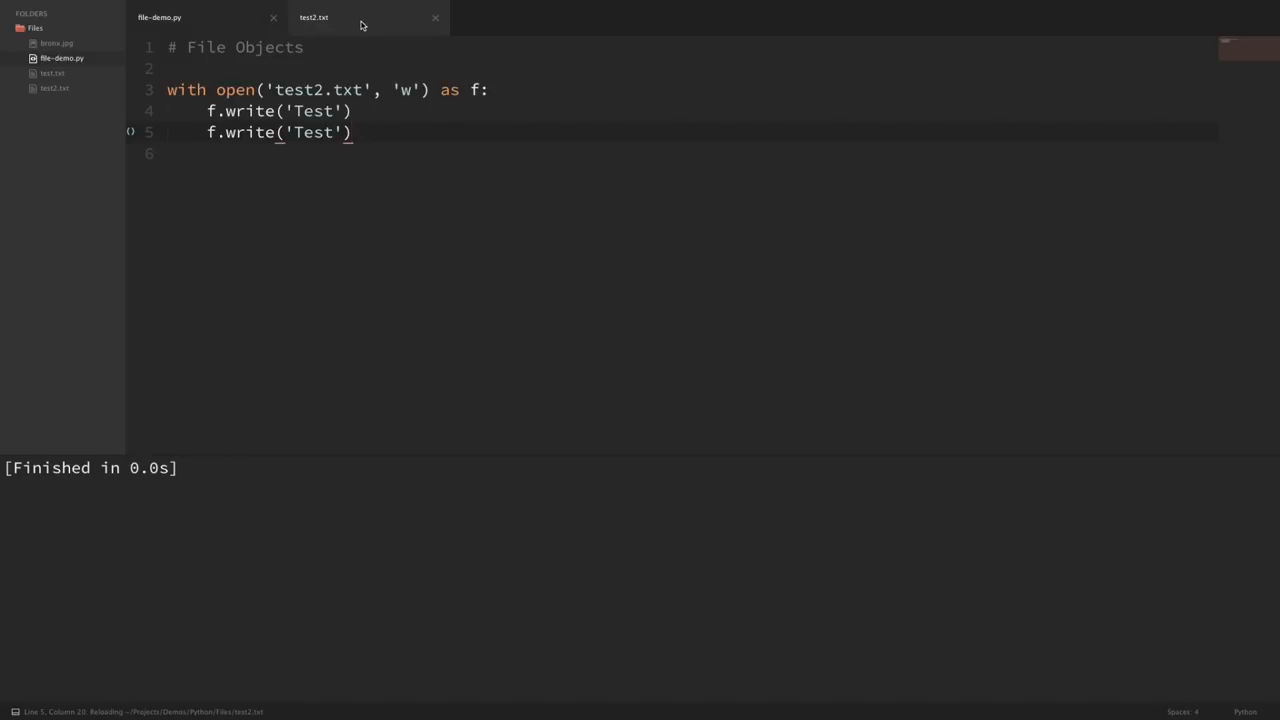 FOLDERS
Files
bronx.jpg
file-demo.py
test.txt
test2.txt
file-demo.py
test2.txt
1 # File Objects
2
3 with open('test2.txt', 'w') as f:
4     f.write('Test')
5     f.write('Test')
6
[Finished in 0.0s]
Line 5, Column 20; Reloading ~/Projects/Demos/Python/Files/test2.txt
Spaces: 4
Python